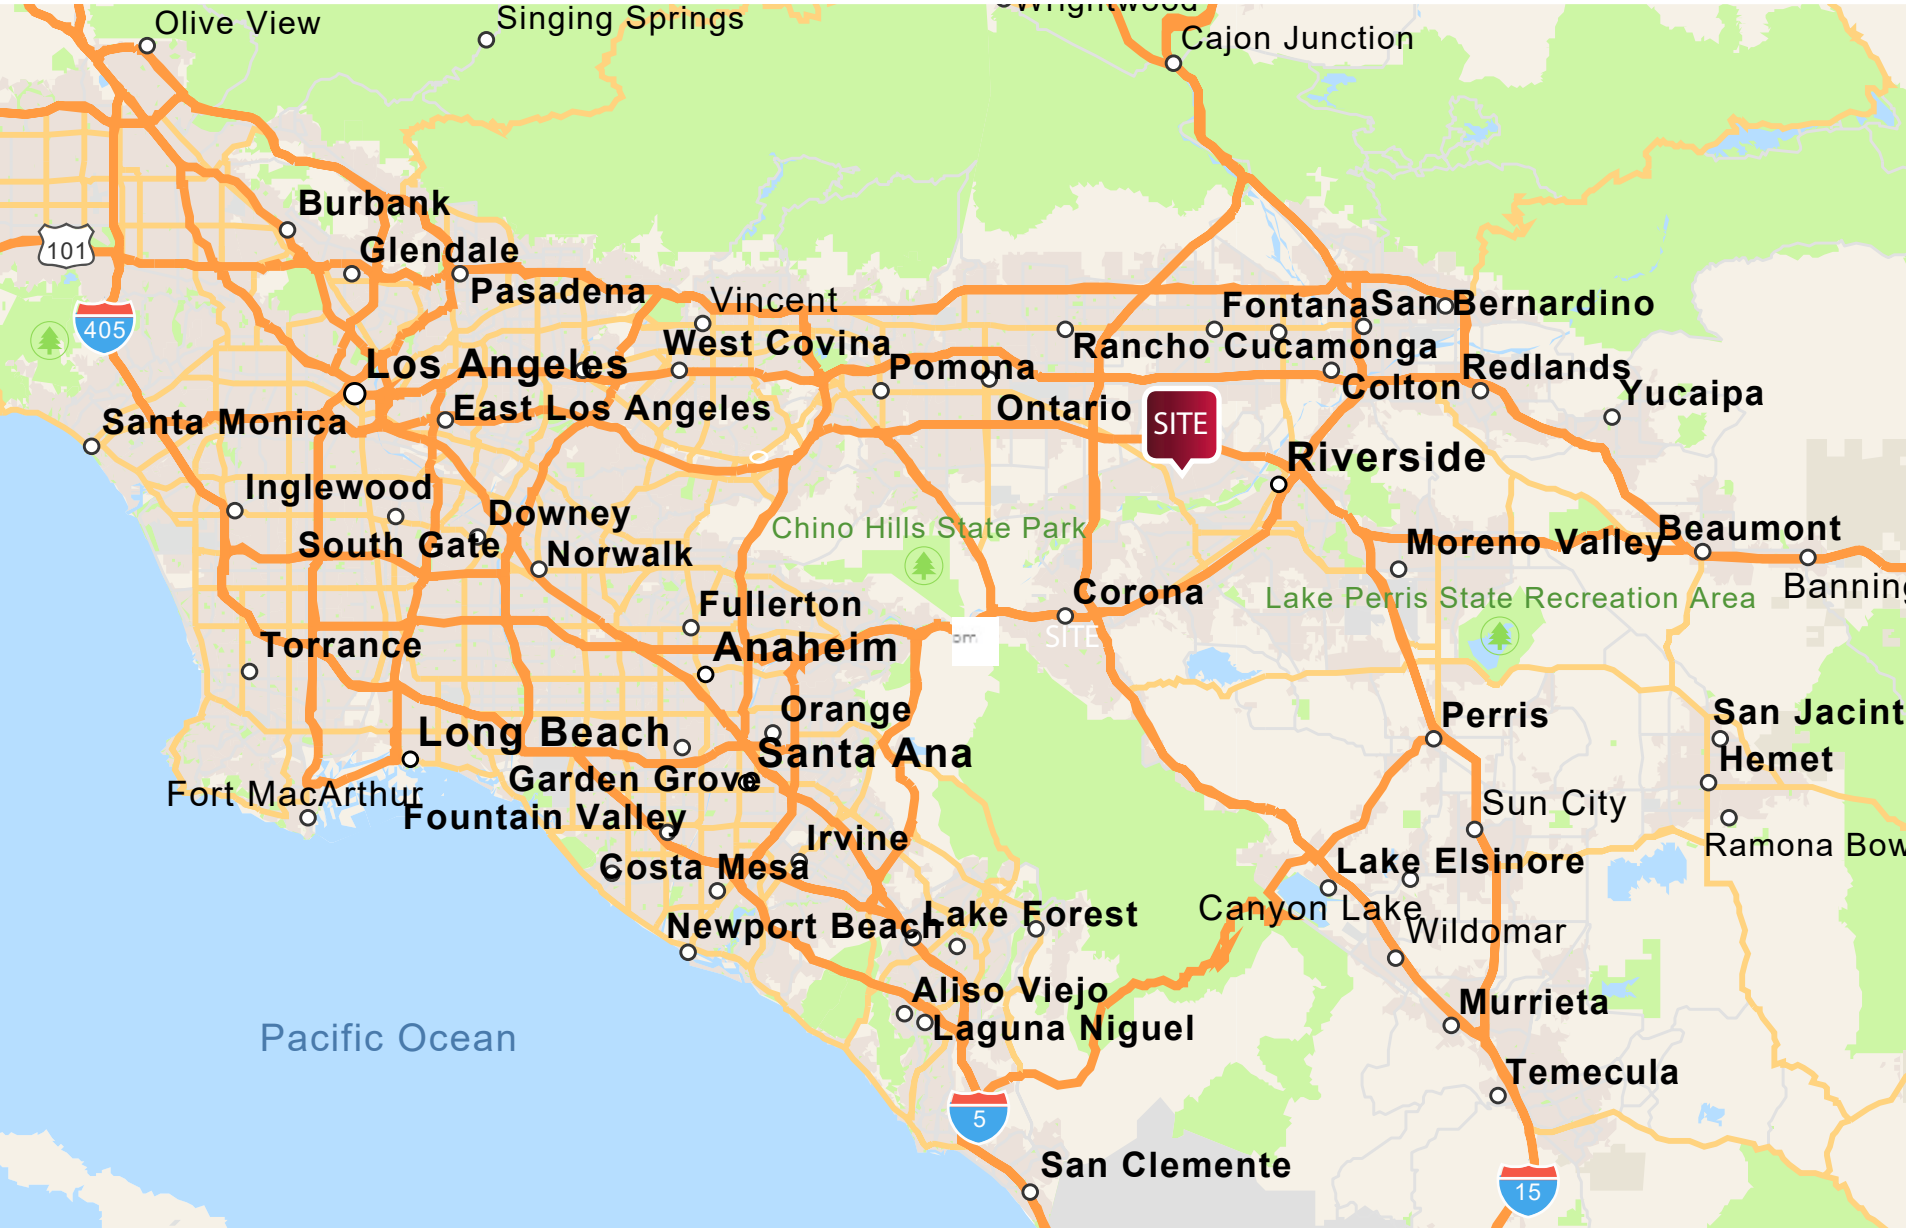 Wrightwood
Olive View
Singing Springs
Cajon Junction
Burbank
101
Glendale
Pasadena
Vincent
Fontana
San Bernardino
405
West Covina
Rancho Cucamonga
Los Angeles
Pomona
Redlands
Colton
Yucaipa
Santa Monica
East Los Angeles
Ontario
SITE
Riverside
Inglewood
Downey
Chino Hills State Park
South Gate
Norwalk
Moreno Valley
Beaumont
Banning
Corona
Lake Perris State Recreation Area
Fullerton
om
SITE
Torrance
Anaheim
Orange
Perris
San Jacint
Long Beach
Santa Ana
Hemet
Garden Grove
Fort MacArthur
Sun City
Fountain Valley
Irvine
Ramona Bow
Costa Mesa
Lake Elsinore
Newport Beach
Lake Forest
Canyon Lake
Wildomar
Aliso Viejo
Murrieta
Laguna Niguel
Pacific Ocean
Temecula
5
San Clemente
15